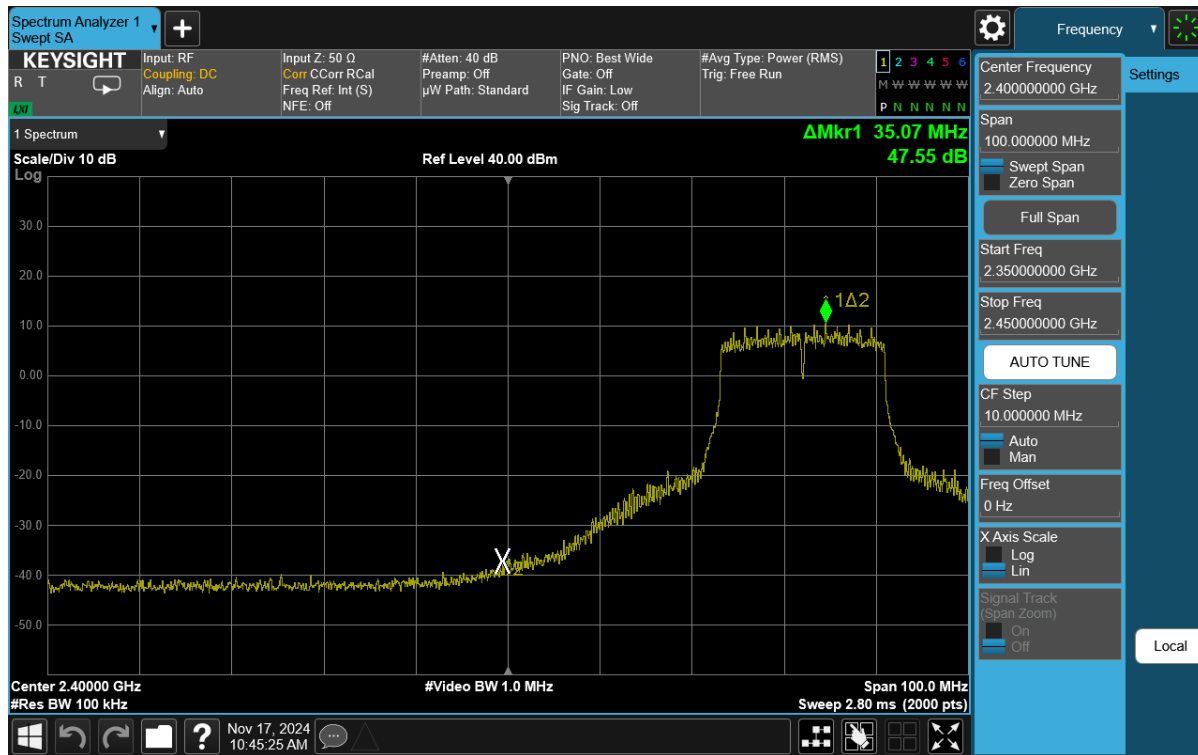 Spectrum Analyzer 1
Swept SA
Frequency
KEYSIGHT
R T
LXI
Input: RF
Coupling: DC
Align: Auto
Input Z: 50 Ω
Corr CCorr RCal
Freq Ref: Int (S)
NFE: Off
#Atten: 40 dB
Preamp: Off
µW Path: Standard
PNO: Best Wide
Gate: Off
IF Gain: Low
Sig Track: Off
#Avg Type: Power (RMS)
Trig: Free Run
1 2 3 4 5 6
M W W W W W
P N N N N N
1 Spectrum
ΔMkr1 35.07 MHz
47.55 dB
Scale/Div 10 dB
Ref Level 40.00 dBm
Log
30.0
20.0
10.0
0.00
-10.0
-20.0
-30.0
-40.0
-50.0
1Δ2
X
2
Center 2.40000 GHz
#Video BW 1.0 MHz
Span 100.0 MHz
#Res BW 100 kHz
Sweep 2.80 ms (2000 pts)
Nov 17, 2024
10:45:25 AM
Center Frequency
2.400000000 GHz
Settings
Span
100.000000 MHz
Swept Span
Zero Span
Full Span
Start Freq
2.350000000 GHz
Stop Freq
2.450000000 GHz
AUTO TUNE
CF Step
10.000000 MHz
Auto
Man
Freq Offset
0 Hz
X Axis Scale
Log
Lin
Signal Track
(Span Zoom)
On
Off
Local